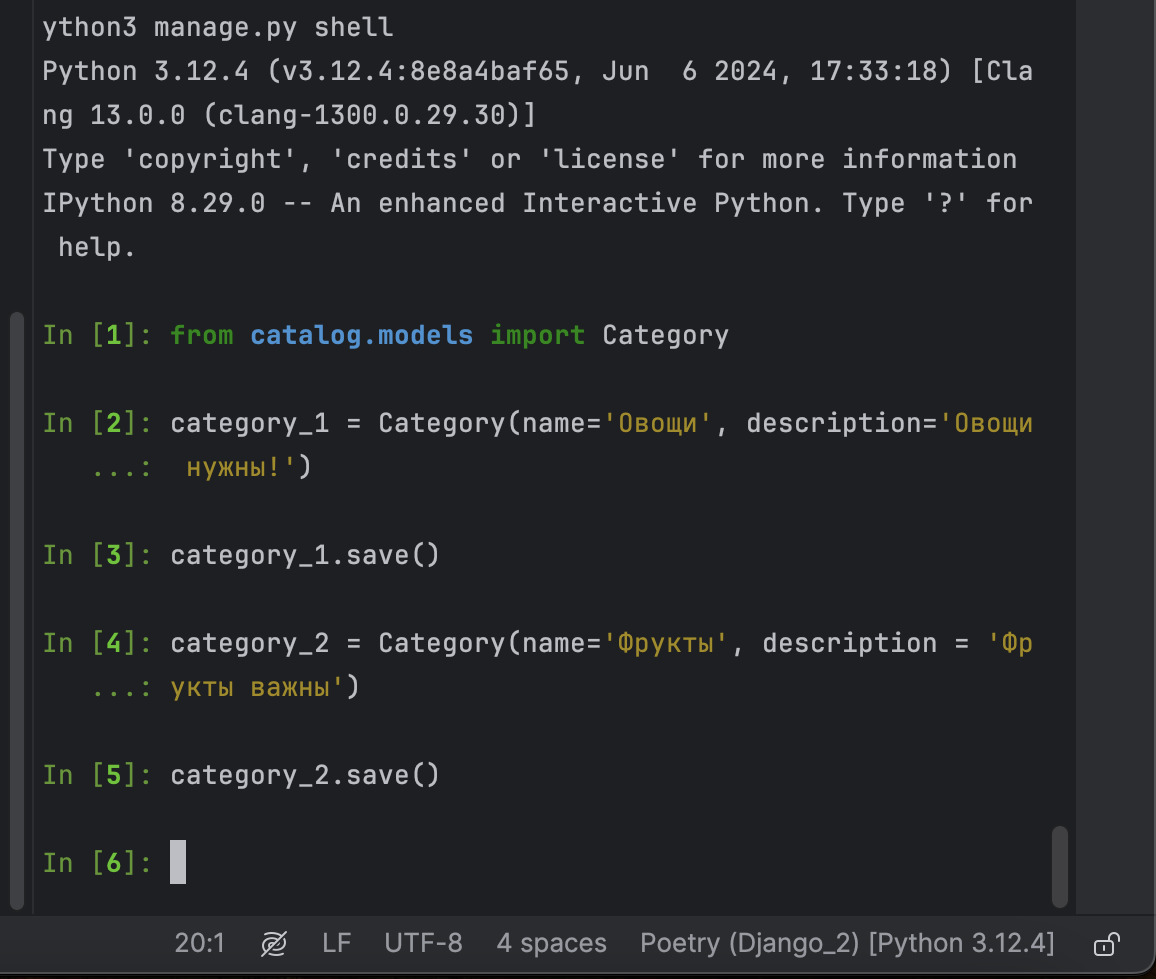 ython3 manage.py shell
Python 3.12.4 (v3.12.4:8e8a4baf65, Jun  6 2024, 17:33:18) [Cla
ng 13.0.0 (clang-1300.0.29.30)]
Type 'copyright', 'credits' or 'license' for more information
IPython 8.29.0 -- An enhanced Interactive Python. Type '?' for
 help.
In [1]: from catalog.models import Category
In [2]: category_1 = Category(name='Овощи', description='Овощи
   ...:  нужны!')
In [3]: category_1.save()
In [4]: category_2 = Category(name='Фрукты', description = 'Фр
   ...: укты важны')
In [5]: category_2.save()
In [6]:
20:1 LF UTF-8 4 spaces Poetry (Django_2) [Python 3.12.4]